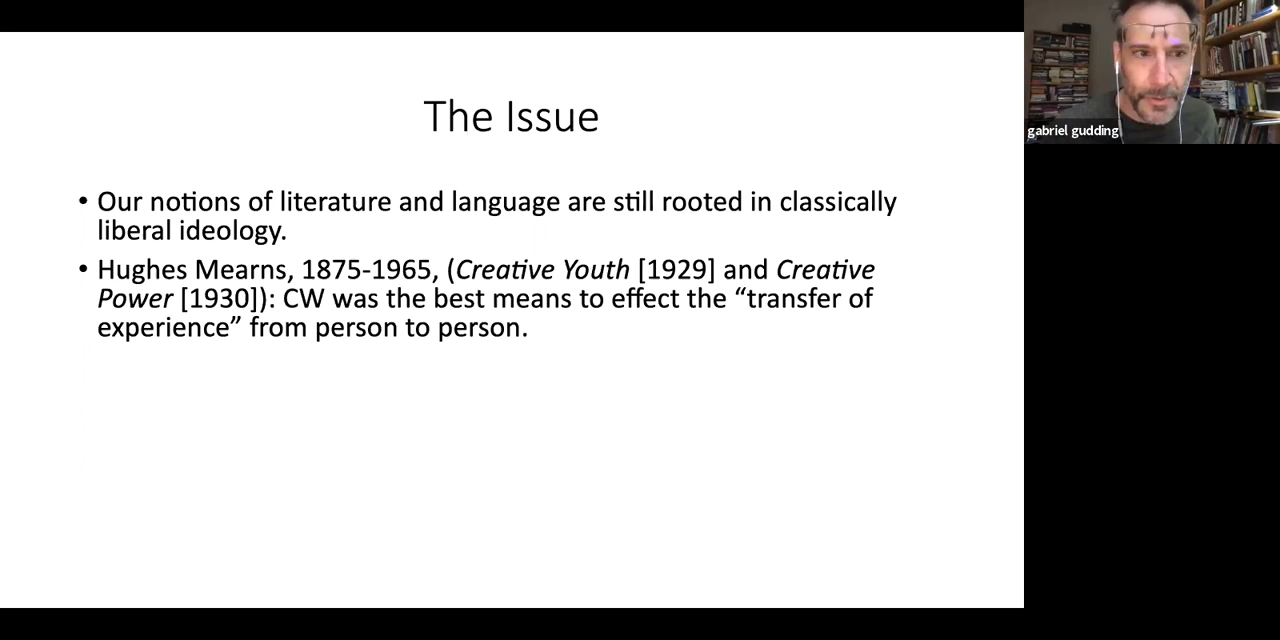 The Issue
• Our notions of literature and language are still rooted in classically
liberal ideology.
• Hughes Mearns, 1875-1965, (Creative Youth [1929] and Creative
Power [1930]): CW was the best means to effect the “transfer of
experience” from person to person.
gabriel gudding